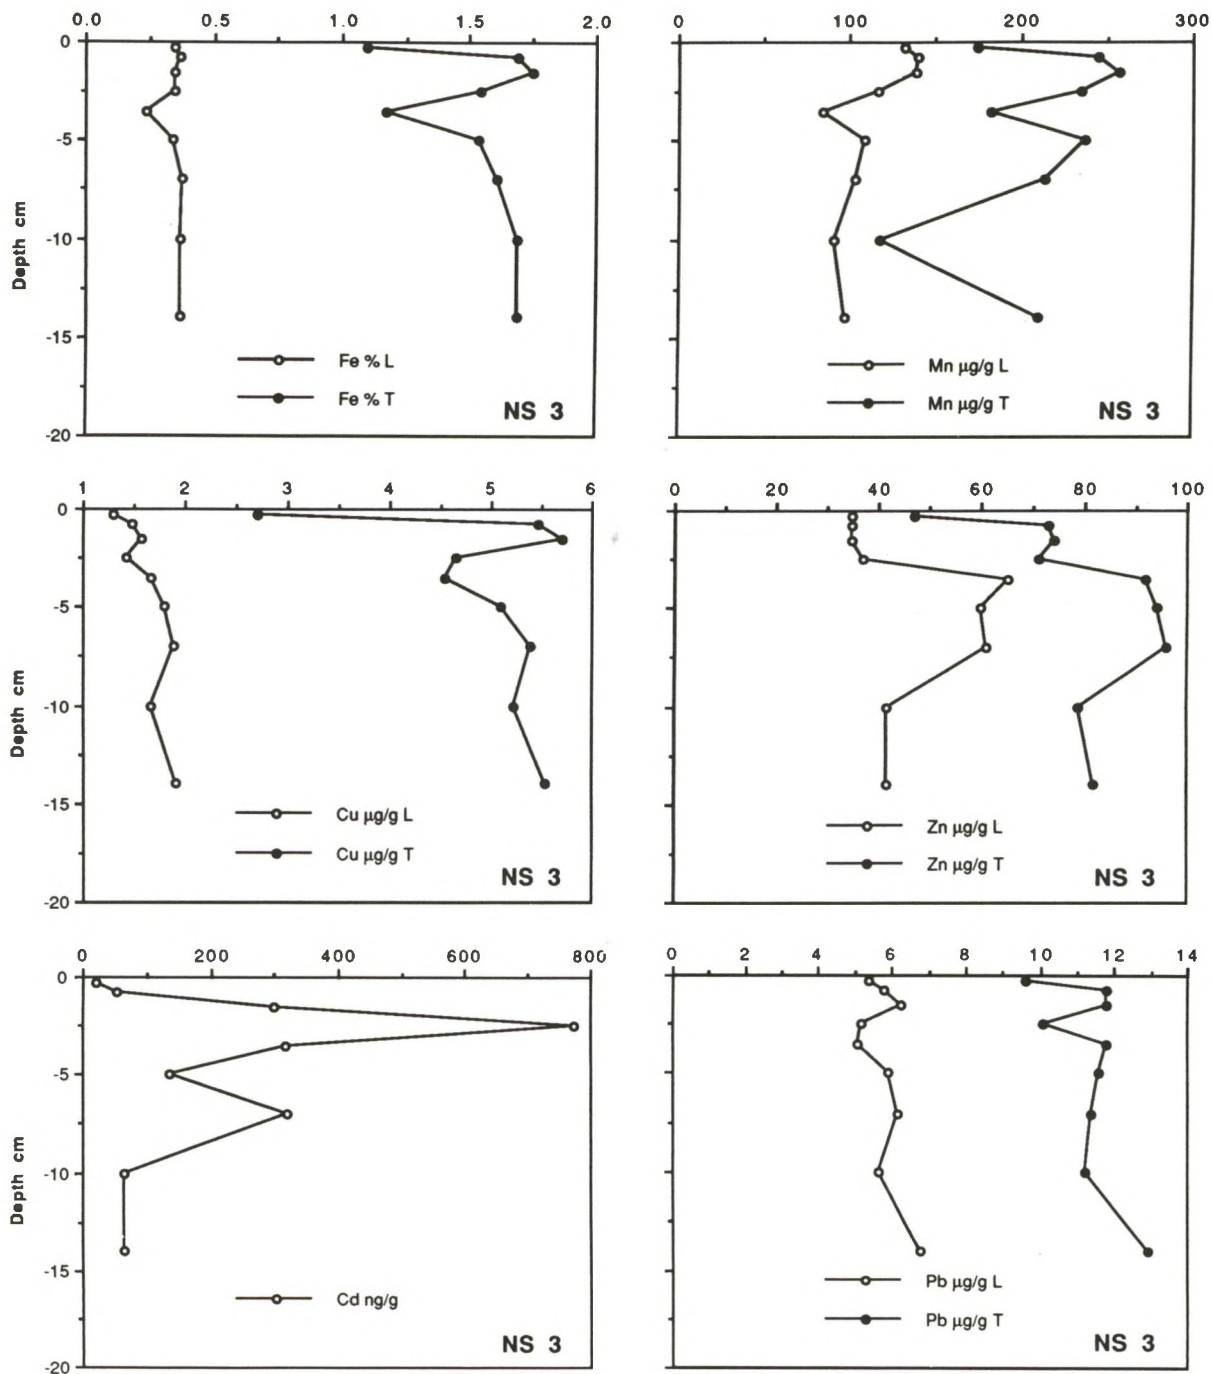 0.0 0.5 1.0 1.5 2.0
0
-5
-10
-15
-20
Depth cm
Fe % L
Fe % T
NS 3
0 100 200 300
Mn µg/g L
Mn µg/g T
NS 3
1 2 3 4 5 6
0
-5
-10
-15
-20
Depth cm
Cu µg/g L
Cu µg/g T
NS 3
0 20 40 60 80 100
Zn µg/g L
Zn µg/g T
NS 3
0 200 400 600 800
0
-5
-10
-15
-20
Depth cm
Cd ng/g
NS 3
0 2 4 6 8 10 12 14
Pb µg/g L
Pb µg/g T
NS 3